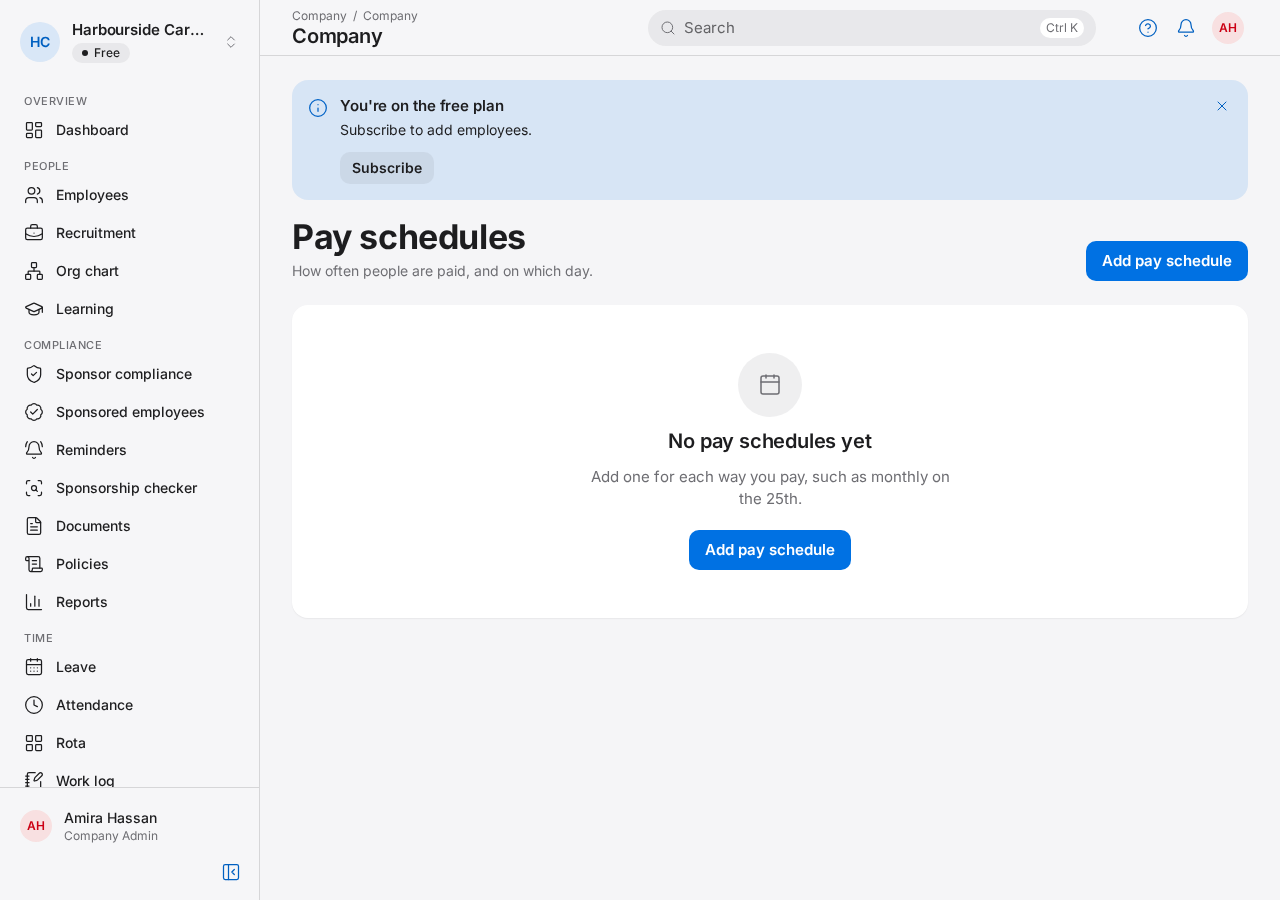 HC
Harbourside Car...
Free
OVERVIEW
Dashboard
PEOPLE
Employees
Recruitment
Org chart
Learning
COMPLIANCE
Sponsor compliance
Sponsored employees
Reminders
Sponsorship checker
Documents
Policies
Reports
TIME
Leave
Attendance
Rota
Work log
AH
Amira Hassan
Company Admin
Company / Company
Company
Search
Ctrl K
AH
You're on the free plan
Subscribe to add employees.
Subscribe
Pay schedules
How often people are paid, and on which day.
Add pay schedule
No pay schedules yet
Add one for each way you pay, such as monthly on
the 25th.
Add pay schedule